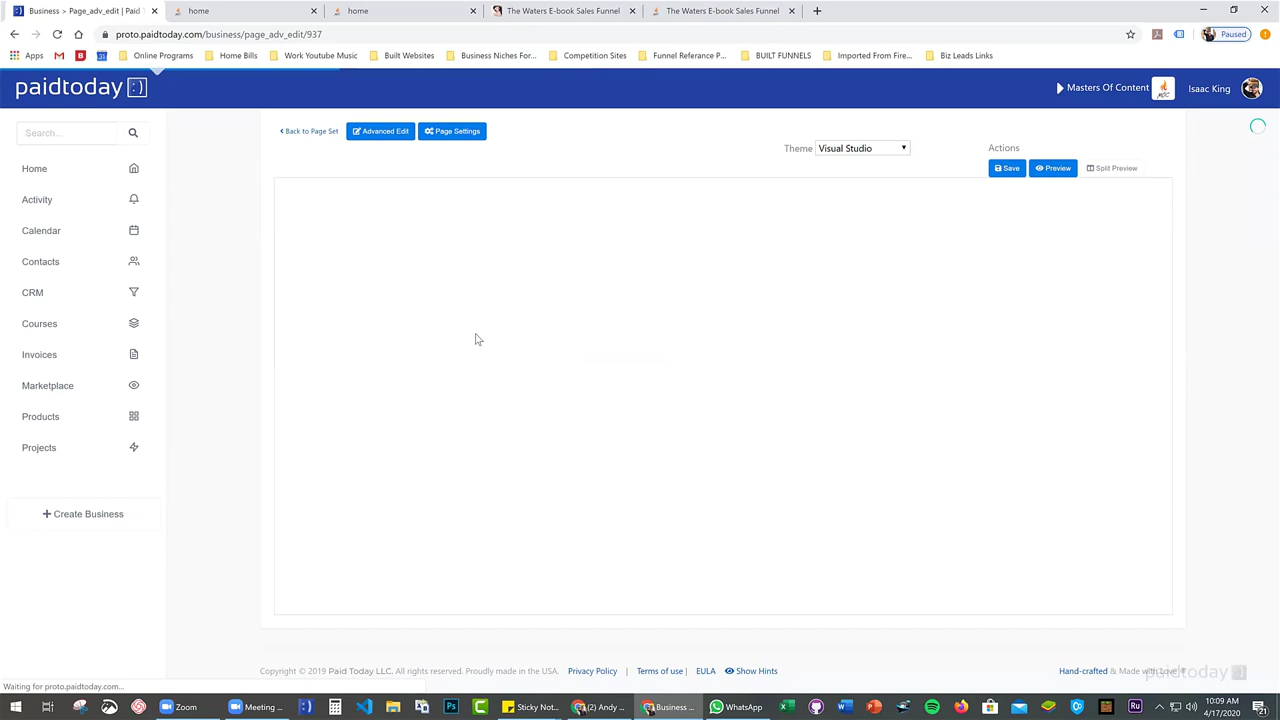 Business > Page_adv_edit | Paid T
home
home
The Waters E-book Sales Funnel
The Waters E-book Sales Funnel
proto.paidtoday.com/business/page_adv_edit/937
Paused
Apps
Online Programs
Home Bills
Work Youtube Music
Built Websites
Business Niches For...
Competition Sites
Funnel Referance P...
BUILT FUNNELS
Imported From Fire...
Biz Leads Links
paidtoday :)
Masters Of Content
MOC
Isaac King
Search...
Back to Page Set
Advanced Edit
Page Settings
Theme
Visual Studio
Actions
Save
Preview
Split Preview
Home
Activity
Calendar
Contacts
CRM
Courses
Invoices
Marketplace
Products
Projects
+ Create Business
Copyright © 2019 Paid Today LLC. All rights reserved. Proudly made in the USA.
Privacy Policy
|
Terms of use
|
EULA
Show Hints
Hand-crafted & Made with Love
paidtoday :)
Waiting for proto.paidtoday.com...
Zoom
Meeting ...
Sticky Not...
(2) Andy ...
Business ...
WhatsApp
10:09 AM
4/17/2020